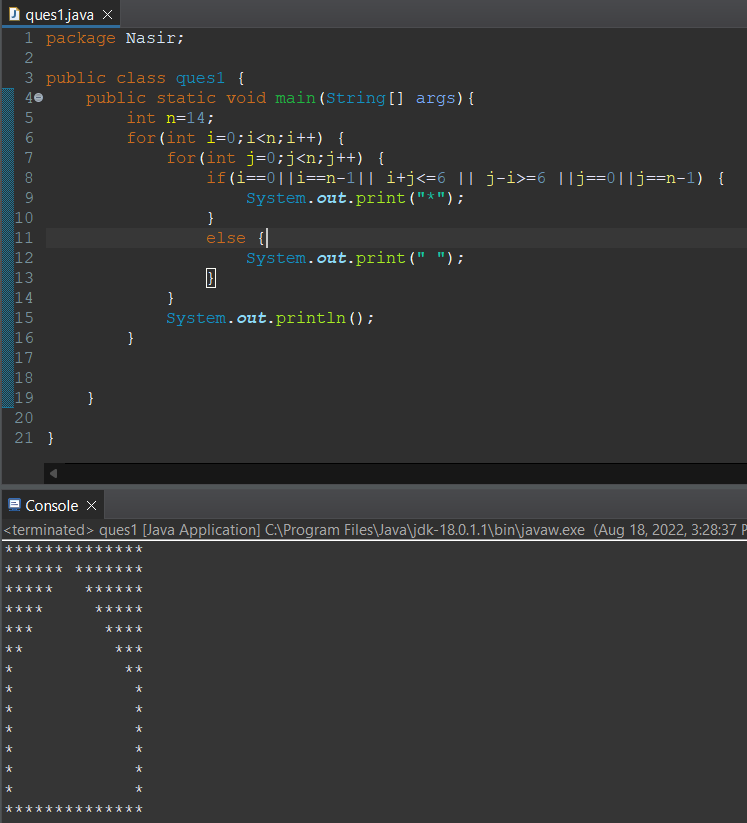 ques1.java
1 package Nasir;
2
3 public class ques1 {
4     public static void main(String[] args){
5         int n=14;
6         for(int i=0;i<n;i++) {
7             for(int j=0;j<n;j++) {
8                 if(i==0||i==n-1|| i+j<=6 || j-i>=6 ||j==0||j==n-1) {
9                     System.out.print("*");
10                 }
11                 else {
12                     System.out.print(" ");
13                 }
14             }
15             System.out.println();
16         }
17
18
19     }
20
21 }
Console
<terminated> ques1 [Java Application] C:\Program Files\Java\jdk-18.0.1.1\bin\javaw.exe (Aug 18, 2022, 3:28:37 P
**************
****** *******
*****   ******
****     *****
***       ****
**         ***
*           **
*            *
*            *
*            *
*            *
*            *
*            *
**************